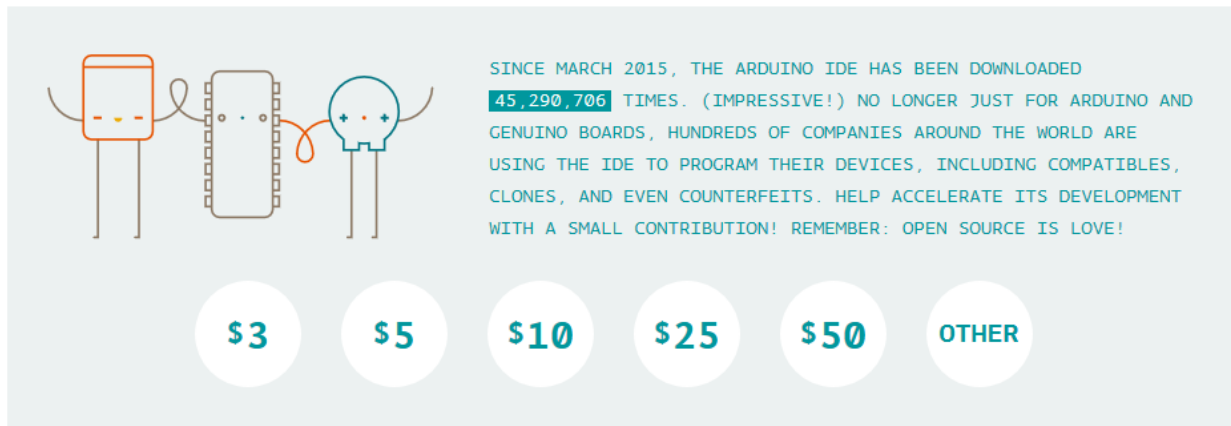 SINCE MARCH 2015, THE ARDUINO IDE HAS BEEN DOWNLOADED
45,290,706 TIMES. (IMPRESSIVE!) NO LONGER JUST FOR ARDUINO AND
GENUINO BOARDS, HUNDREDS OF COMPANIES AROUND THE WORLD ARE
USING THE IDE TO PROGRAM THEIR DEVICES, INCLUDING COMPATIBLES,
CLONES, AND EVEN COUNTERFEITS. HELP ACCELERATE ITS DEVELOPMENT
WITH A SMALL CONTRIBUTION! REMEMBER: OPEN SOURCE IS LOVE!
$3 $5 $10 $25 $50 OTHER